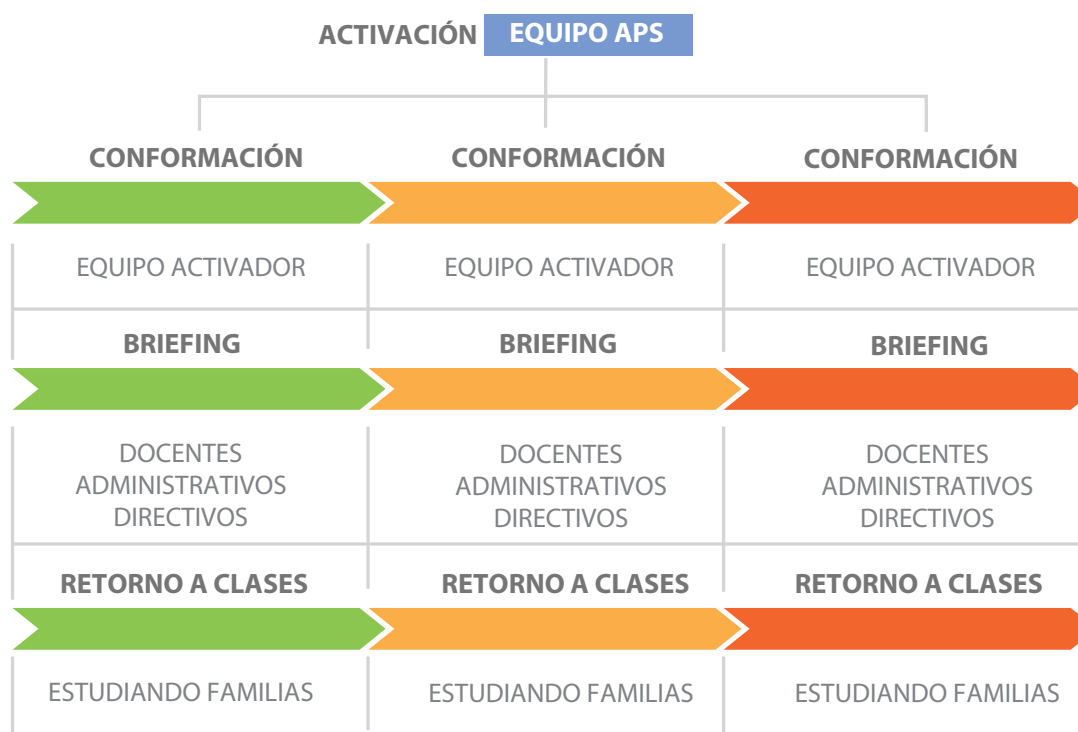 ACTIVACIÓN EQUIPO APS
CONFORMACIÓN CONFORMACIÓN CONFORMACIÓN
EQUIPO ACTIVADOR EQUIPO ACTIVADOR EQUIPO ACTIVADOR
BRIEFING BRIEFING BRIEFING
DOCENTES DOCENTES DOCENTES
ADMINISTRATIVOS ADMINISTRATIVOS ADMINISTRATIVOS
DIRECTIVOS DIRECTIVOS DIRECTIVOS
RETORNO A CLASES RETORNO A CLASES RETORNO A CLASES
ESTUDIANDO FAMILIAS ESTUDIANDO FAMILIAS ESTUDIANDO FAMILIAS